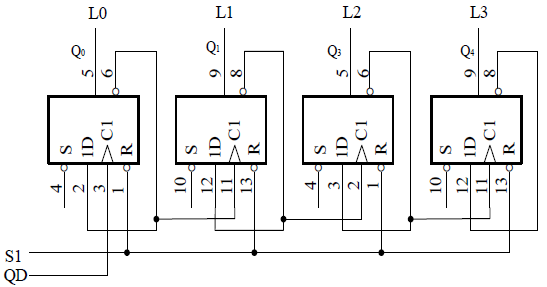 L0 L1 L2 L3
Q0 Q1 Q3 Q4
5 6 9 8 5 6 9 8
S 1D C1 R S 1D C1 R S 1D C1 R S 1D C1 R
4 2 3 1 10 12 11 13 4 3 2 1 10 12 11 13
S1
QD